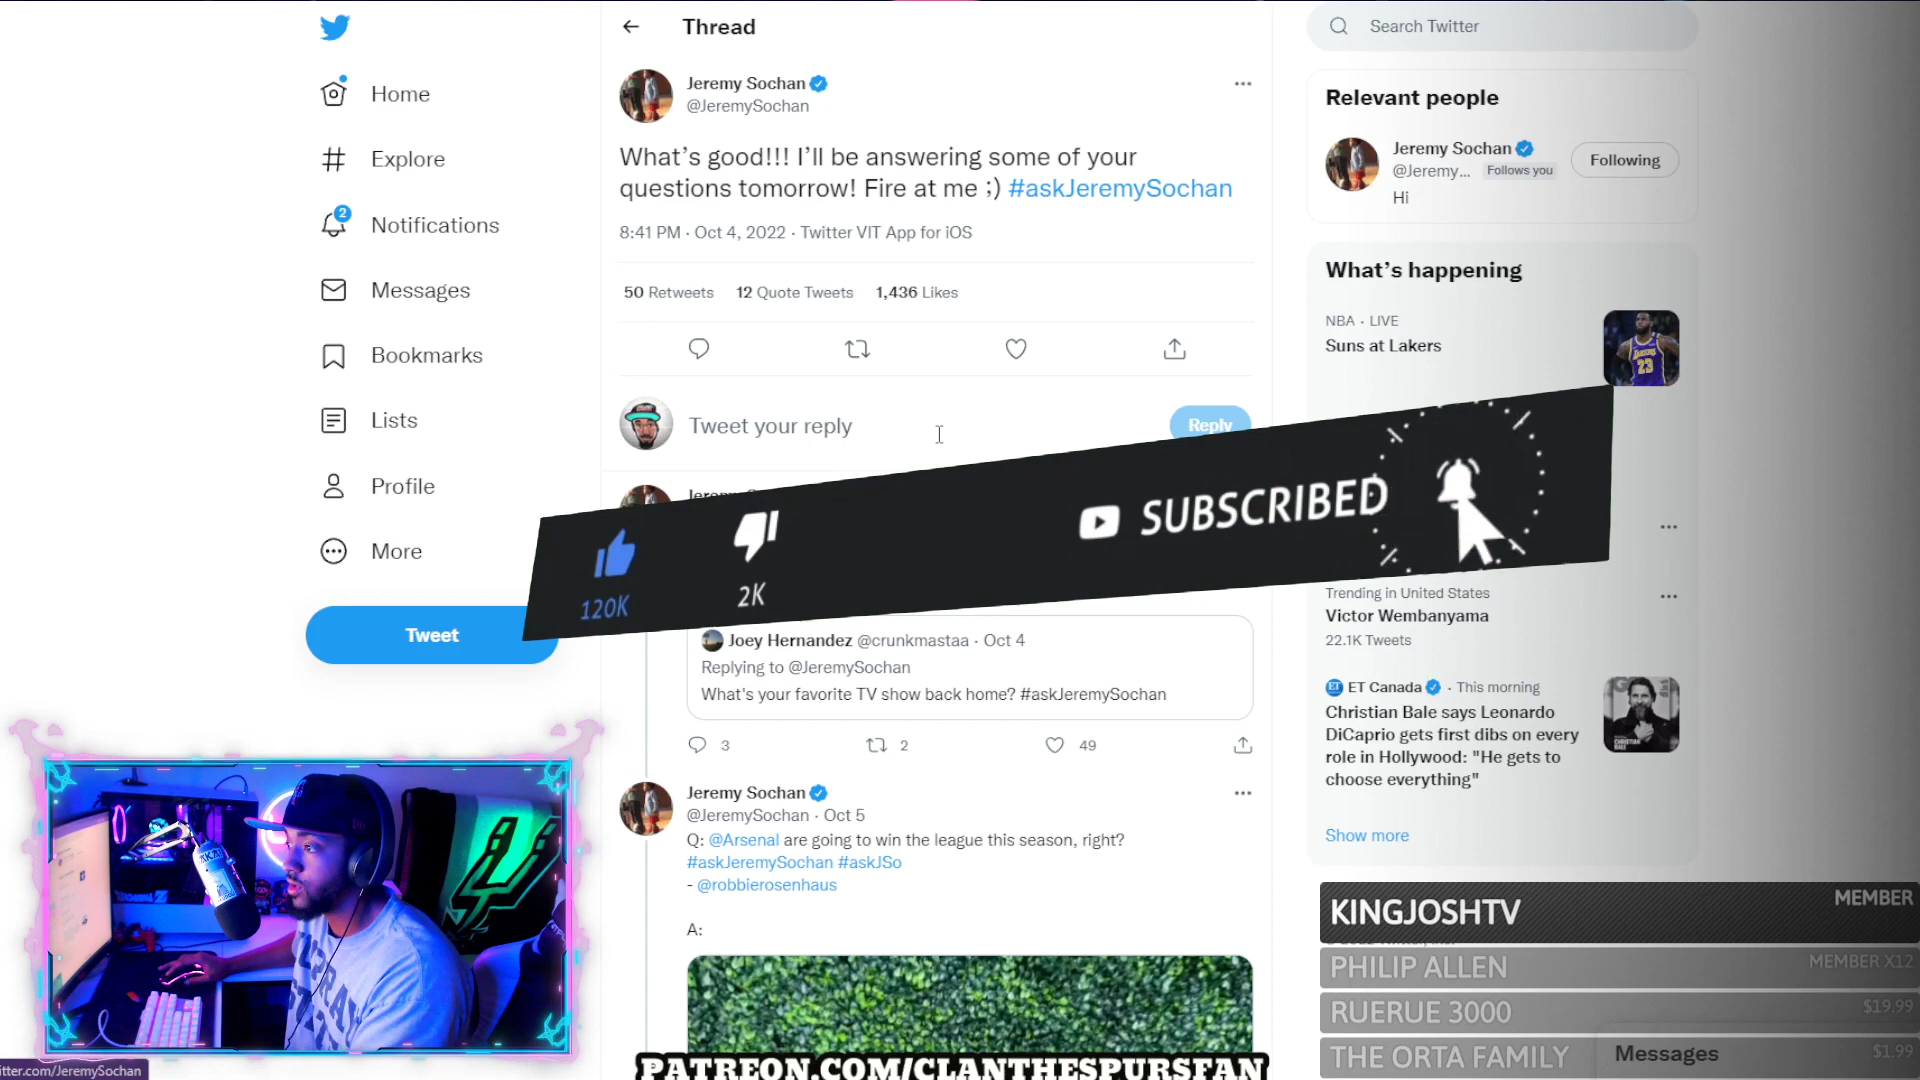 Thread
Search Twitter
Home
Explore
2
Notifications
Messages
Bookmarks
Lists
Profile
More
Tweet
Jeremy Sochan
@JeremySochan
What's good!!! I'll be answering some of your
questions tomorrow! Fire at me ;) #askJeremySochan
8:41 PM · Oct 4, 2022 · Twitter VIT App for iOS
50 Retweets 12 Quote Tweets 1,436 Likes
Tweet your reply
Reply
120K
2K
SUBSCRIBED
Joey Hernandez @crunkmastaa · Oct 4
Replying to @JeremySochan
What's your favorite TV show back home? #askJeremySochan
3 2 49
Jeremy Sochan
@JeremySochan · Oct 5
Q: @Arsenal are going to win the league this season, right?
#askJeremySochan #askJSo
- @robbierosenhaus
A:
Relevant people
Jeremy Sochan
@Jeremy... Follows you
Following
Hi
What's happening
NBA · LIVE
Suns at Lakers
Trending in United States
Victor Wembanyama
22.1K Tweets
ET Canada · This morning
Christian Bale says Leonardo
DiCaprio gets first dibs on every
role in Hollywood: "He gets to
choose everything"
Show more
KINGJOSHTV MEMBER
PHILIP ALLEN MEMBER X12
RUERUE 3000 $19.99
THE ORTA FAMILY $1.99
Messages
PATREON.COM/CLANTHESPURSFAN
itter.com/JeremySochan